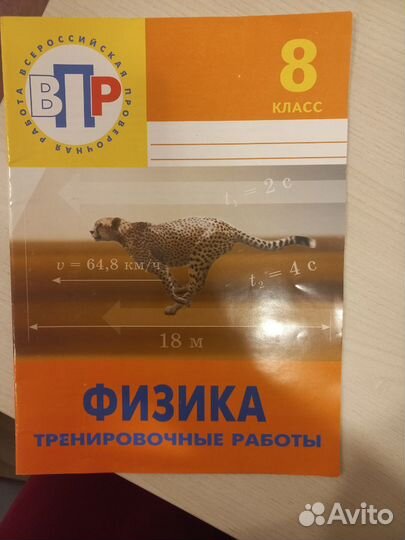 ВСЕРОССИЙСКАЯ ПРОВЕРОЧНАЯ РАБОТА
ВПР
8
КЛАСС
t₁ = 2 с
v = 64,8 км/ч
t₂ = 4 с
18 м
ФИЗИКА
ТРЕНИРОВОЧНЫЕ РАБОТЫ
Avito